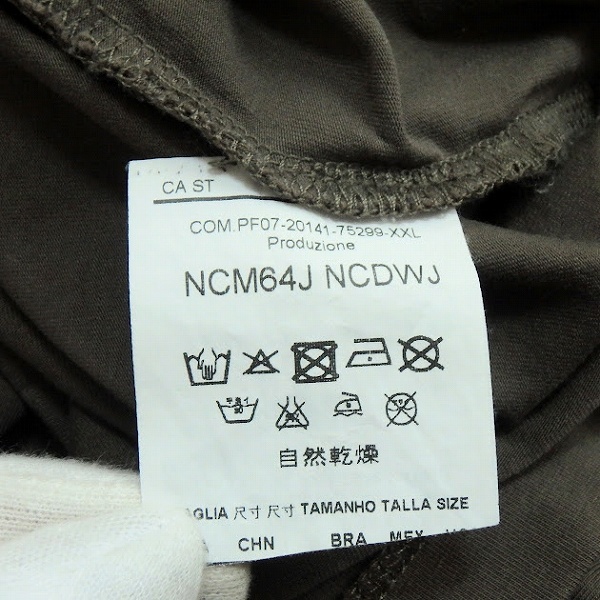 CA ST
COM.PF07-20141-75299-XXL
Produzione
NCM64J NCDWJ
自然乾燥
AGLIA 尺寸 尺寸 TAMANHO TALLA SIZE
CHN BRA MEX